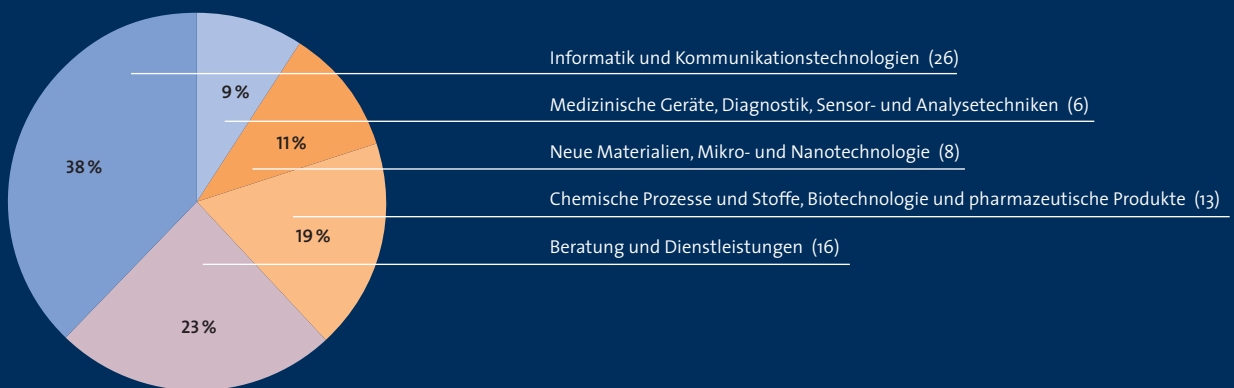 Informatik und Kommunikationstechnologien (26)
9 %
Medizinische Geräte, Diagnostik, Sensor- und Analysetechniken (6)
11 %
Neue Materialien, Mikro- und Nanotechnologie (8)
38 %
Chemische Prozesse und Stoffe, Biotechnologie und pharmazeutische Produkte (13)
19 %
Beratung und Dienstleistungen (16)
23 %